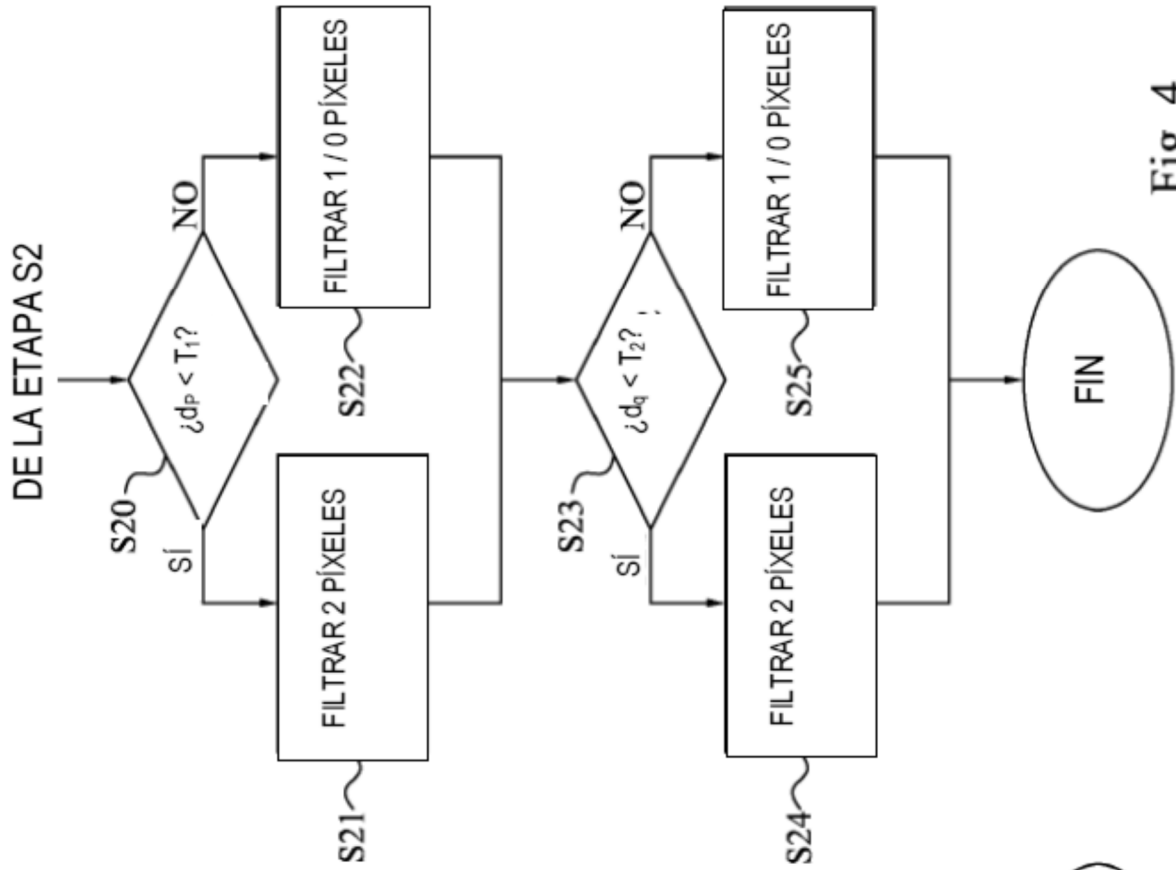 DE LA ETAPA S2
S20
¿dP < T1?
SÍ
NO
S21
FILTRAR 2 PÍXELES
S22
FILTRAR 1 / 0 PÍXELES
S23
¿dq < T2?
SÍ
NO
S24
FILTRAR 2 PÍXELES
S25
FILTRAR 1 / 0 PÍXELES
FIN
Fig. 4